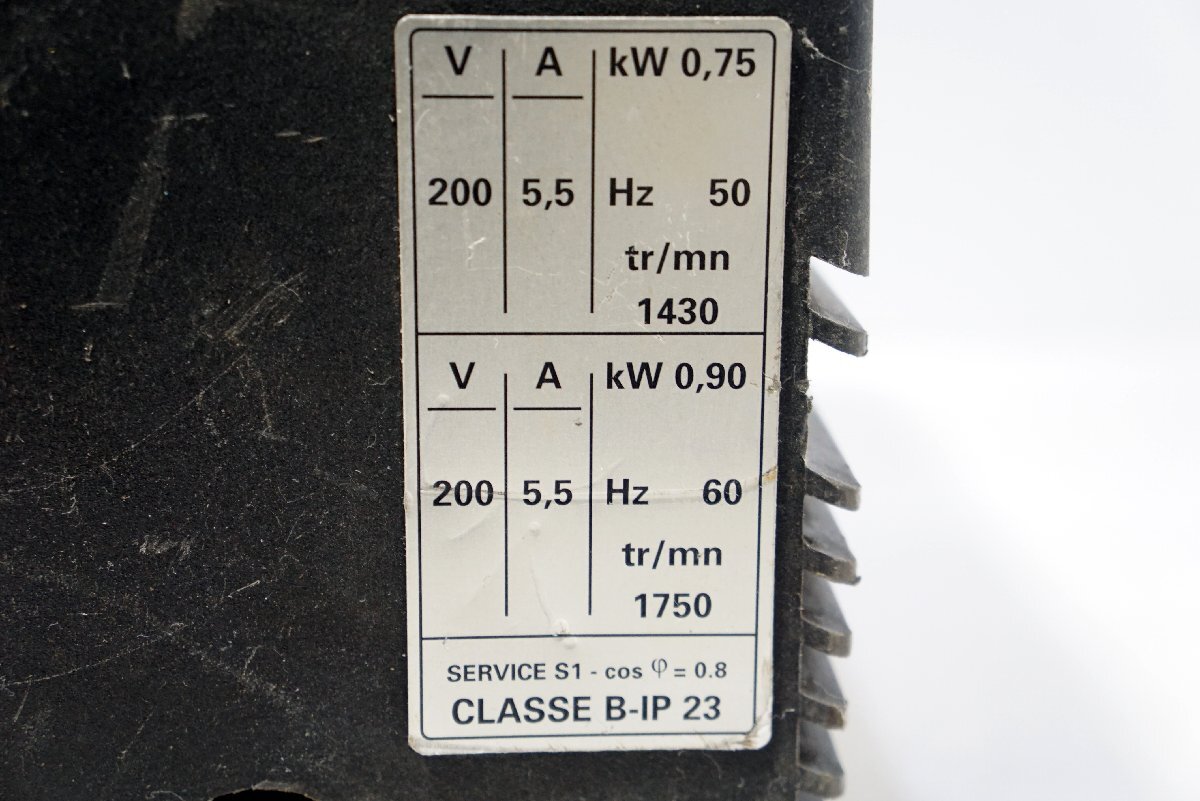 V A kW 0,75
200 5,5 Hz 50
tr/mn
1430
V A kW 0,90
200 5,5 Hz 60
tr/mn
1750
SERVICE S1 - cos φ = 0.8
CLASSE B-IP 23